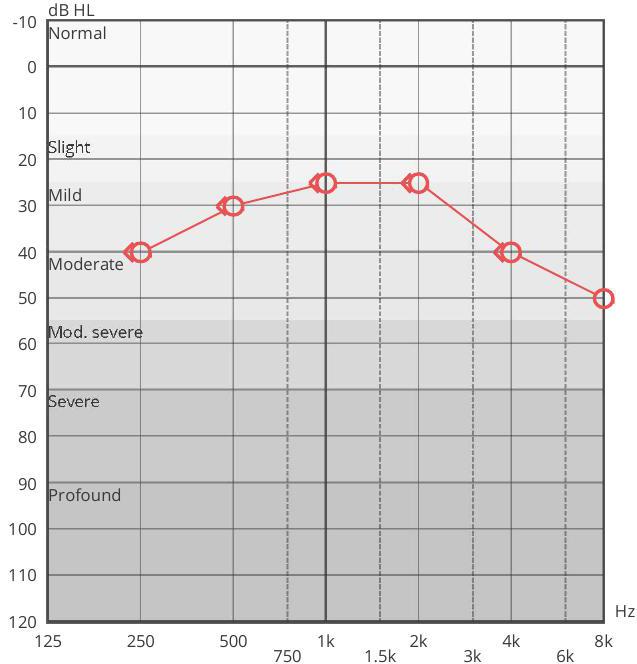 dB HL
-10
Normal
0
10
Slight
20
Mild
30
40
Moderate
50
Mod. severe
60
70
Severe
80
90
Profound
100
110
120
Hz
125 250 500 1k 2k 4k 8k
750 1.5k 3k 6k